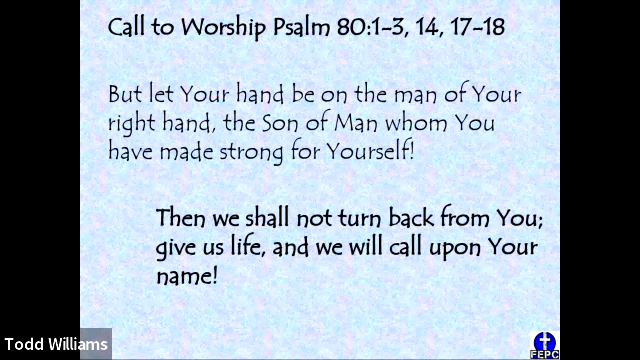 Call to Worship Psalm 80:1-3, 14, 17-18
But let Your hand be on the man of Your
right hand, the Son of Man whom You
have made strong for Yourself!
Then we shall not turn back from You;
give us life, and we will call upon Your
name!
Todd Williams
FEPC